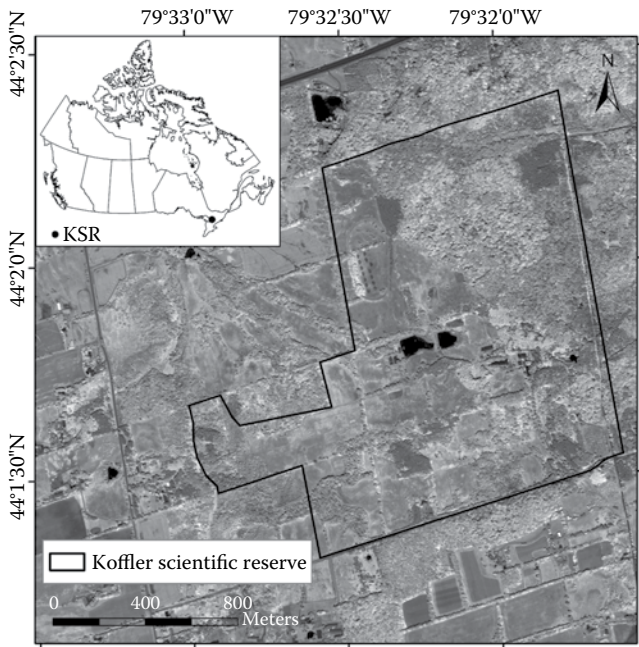 79°33'0"W 79°32'30"W 79°32'0"W
44°2'30"N
N
KSR
44°2'0"N
44°1'30"N
Koffler scientific reserve
0 400 800
Meters